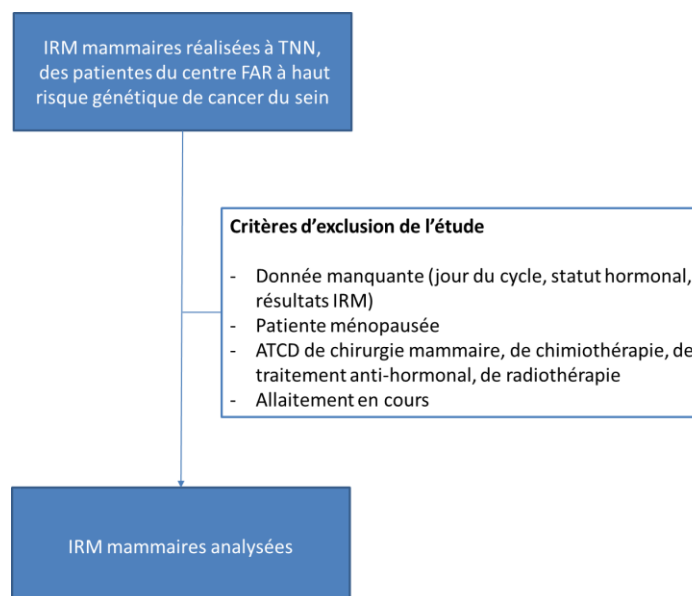 IRM mammaires réalisées à TNN,
des patientes du centre FAR à haut
risque génétique de cancer du sein
Critères d'exclusion de l'étude
- Donnée manquante (jour du cycle, statut hormonal,
résultats IRM)
- Patiente ménopausée
- ATCD de chirurgie mammaire, de chimiothérapie, de
traitement anti-hormonal, de radiothérapie
- Allaitement en cours
IRM mammaires analysées